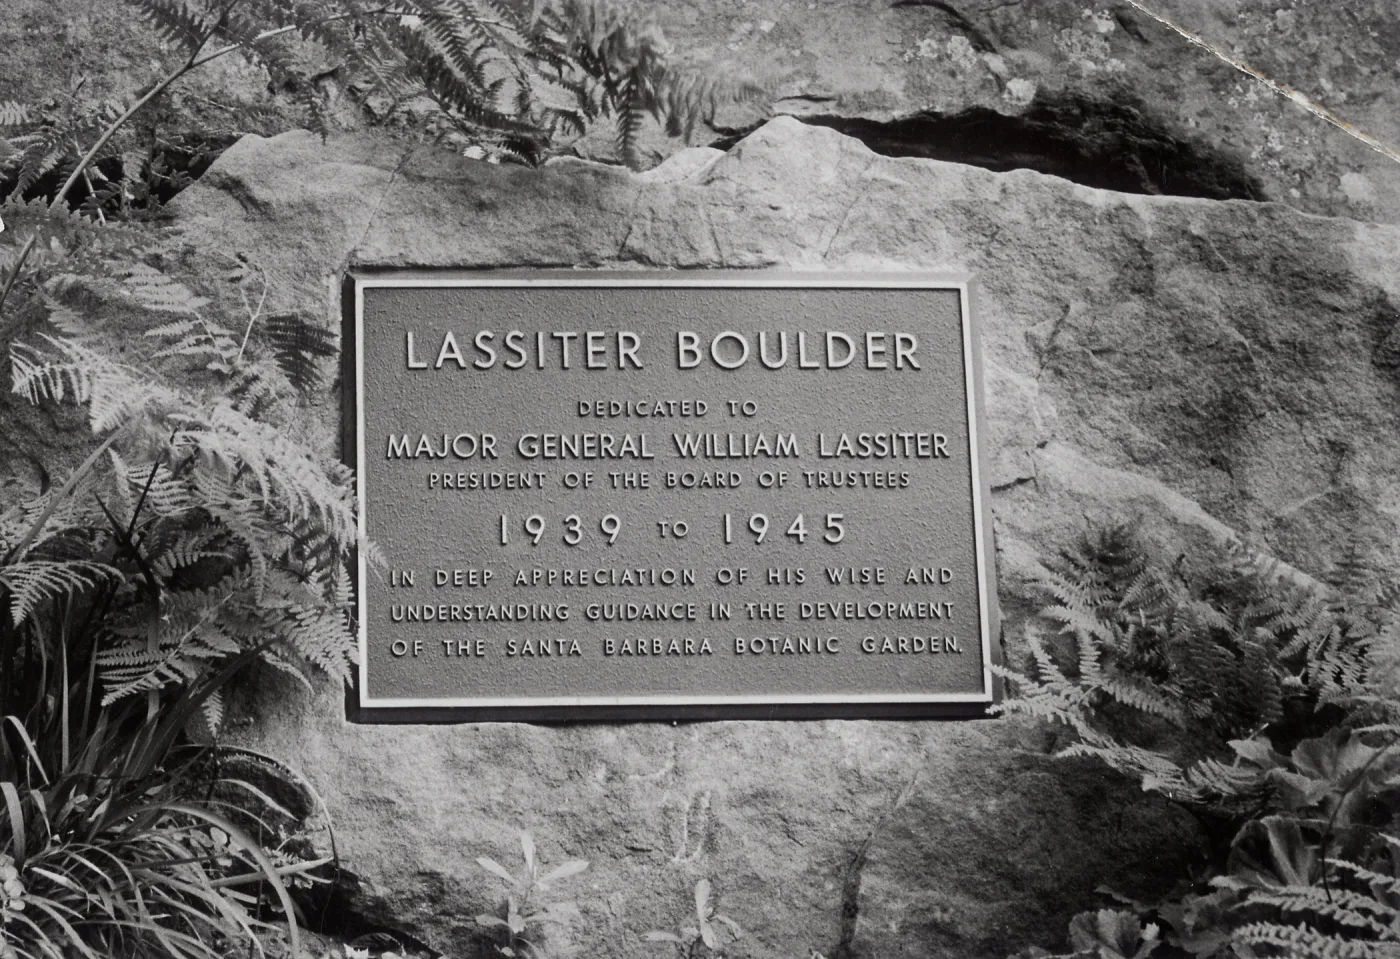 LASSITER BOULDER
DEDICATED TO
MAJOR GENERAL WILLIAM LASSITER
PRESIDENT OF THE BOARD OF TRUSTEES
1939 TO 1945
IN DEEP APPRECIATION OF HIS WISE AND
UNDERSTANDING GUIDANCE IN THE DEVELOPMENT
OF THE SANTA BARBARA BOTANIC GARDEN.